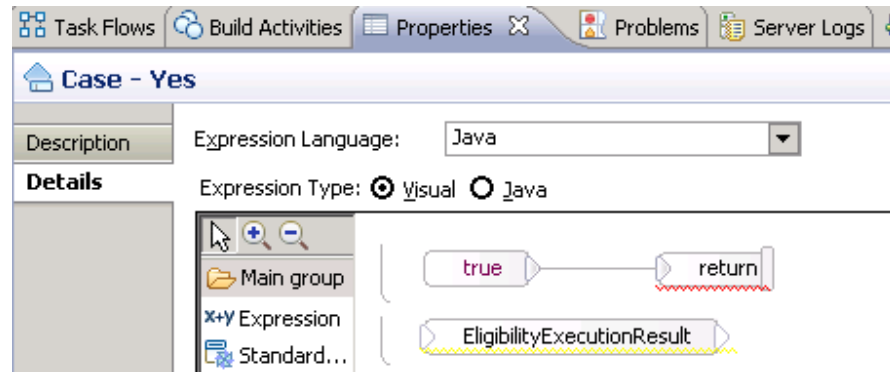 Task Flows Build Activities Properties Problems Server Logs
Case - Yes
Description
Details
Expression Language: Java
Expression Type: Visual Java
Main group
x+y Expression
Standard...
true return
EligibilityExecutionResult